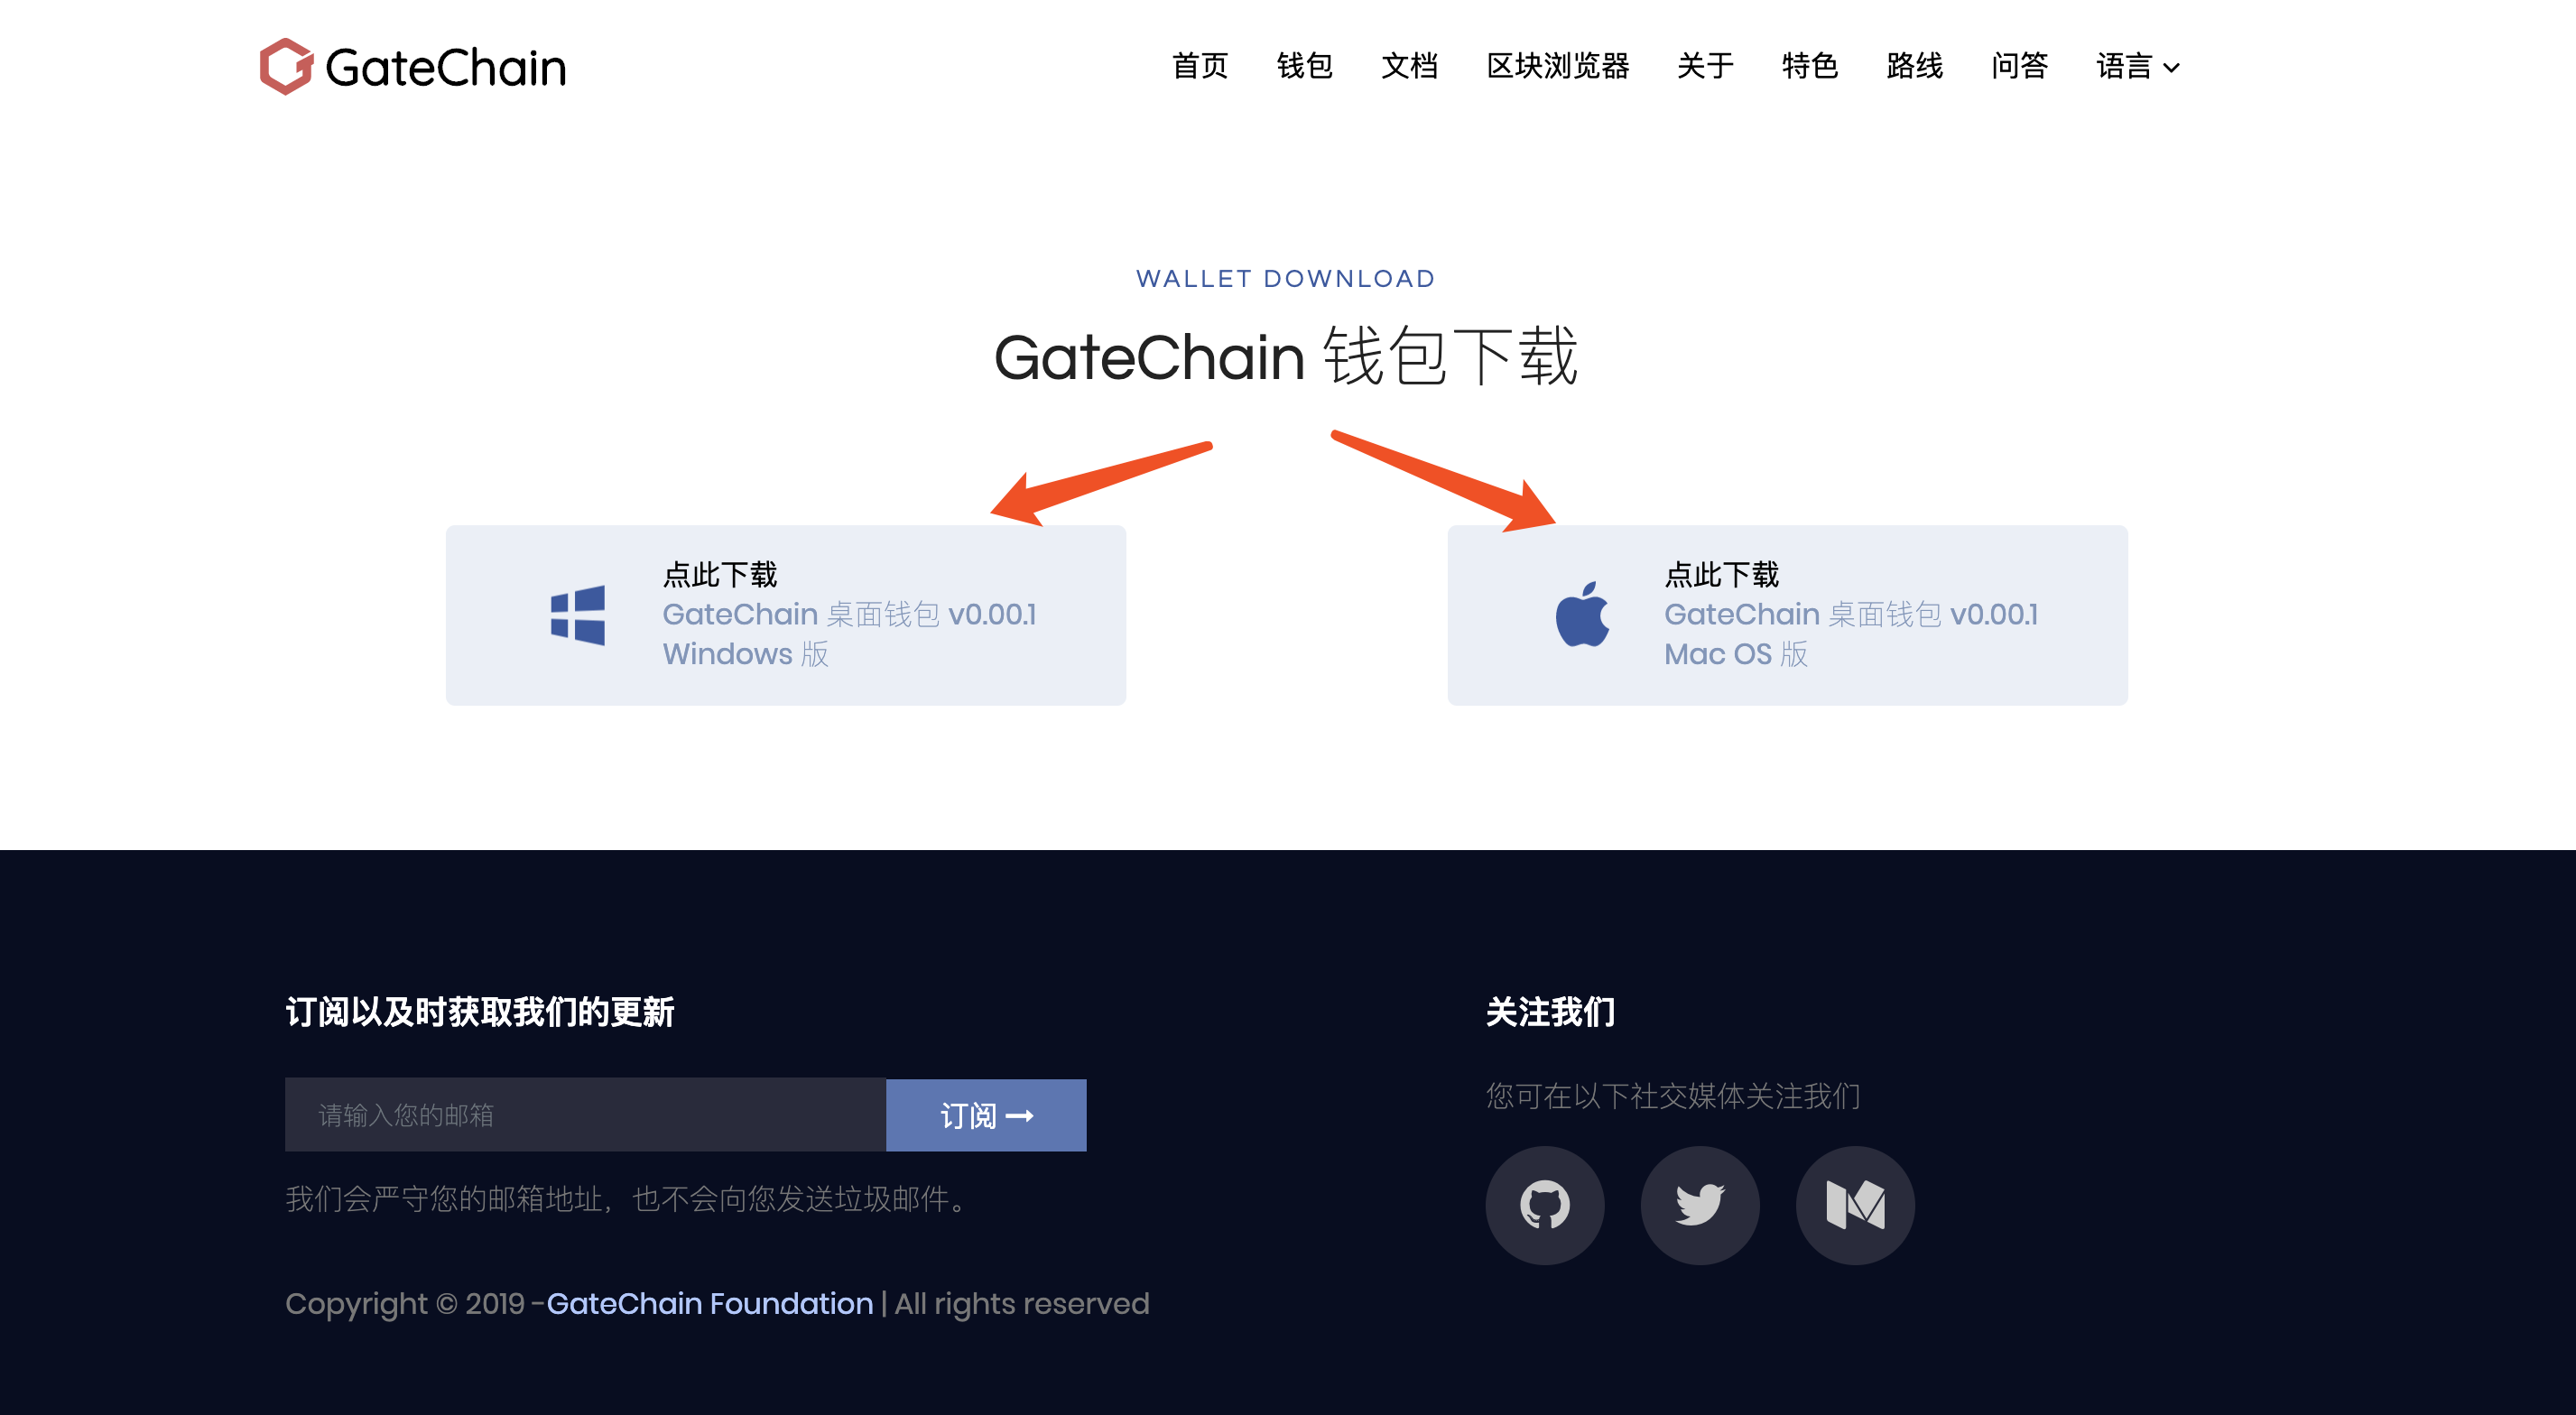 GateChain
首页 钱包 文档 区块浏览器 关于 特色 路线 问答 语言
WALLET DOWNLOAD
GateChain 钱包下载
点此下载
GateChain 桌面钱包 v0.00.1
Windows 版
点此下载
GateChain 桌面钱包 v0.00.1
Mac OS 版
订阅以及时获取我们的更新
请输入您的邮箱
订阅
我们会严守您的邮箱地址，也不会向您发送垃圾邮件。
Copyright © 2019 -GateChain Foundation | All rights reserved
关注我们
您可在以下社交媒体关注我们